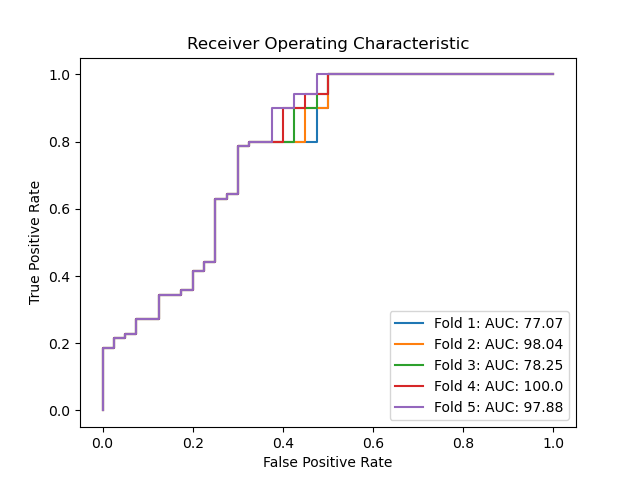 Receiver Operating Characteristic
True Positive Rate
1.0
0.8
0.6
0.4
0.2
0.0
Fold 1: AUC: 77.07
Fold 2: AUC: 98.04
Fold 3: AUC: 78.25
Fold 4: AUC: 100.0
Fold 5: AUC: 97.88
0.0 0.2 0.4 0.6 0.8 1.0
False Positive Rate